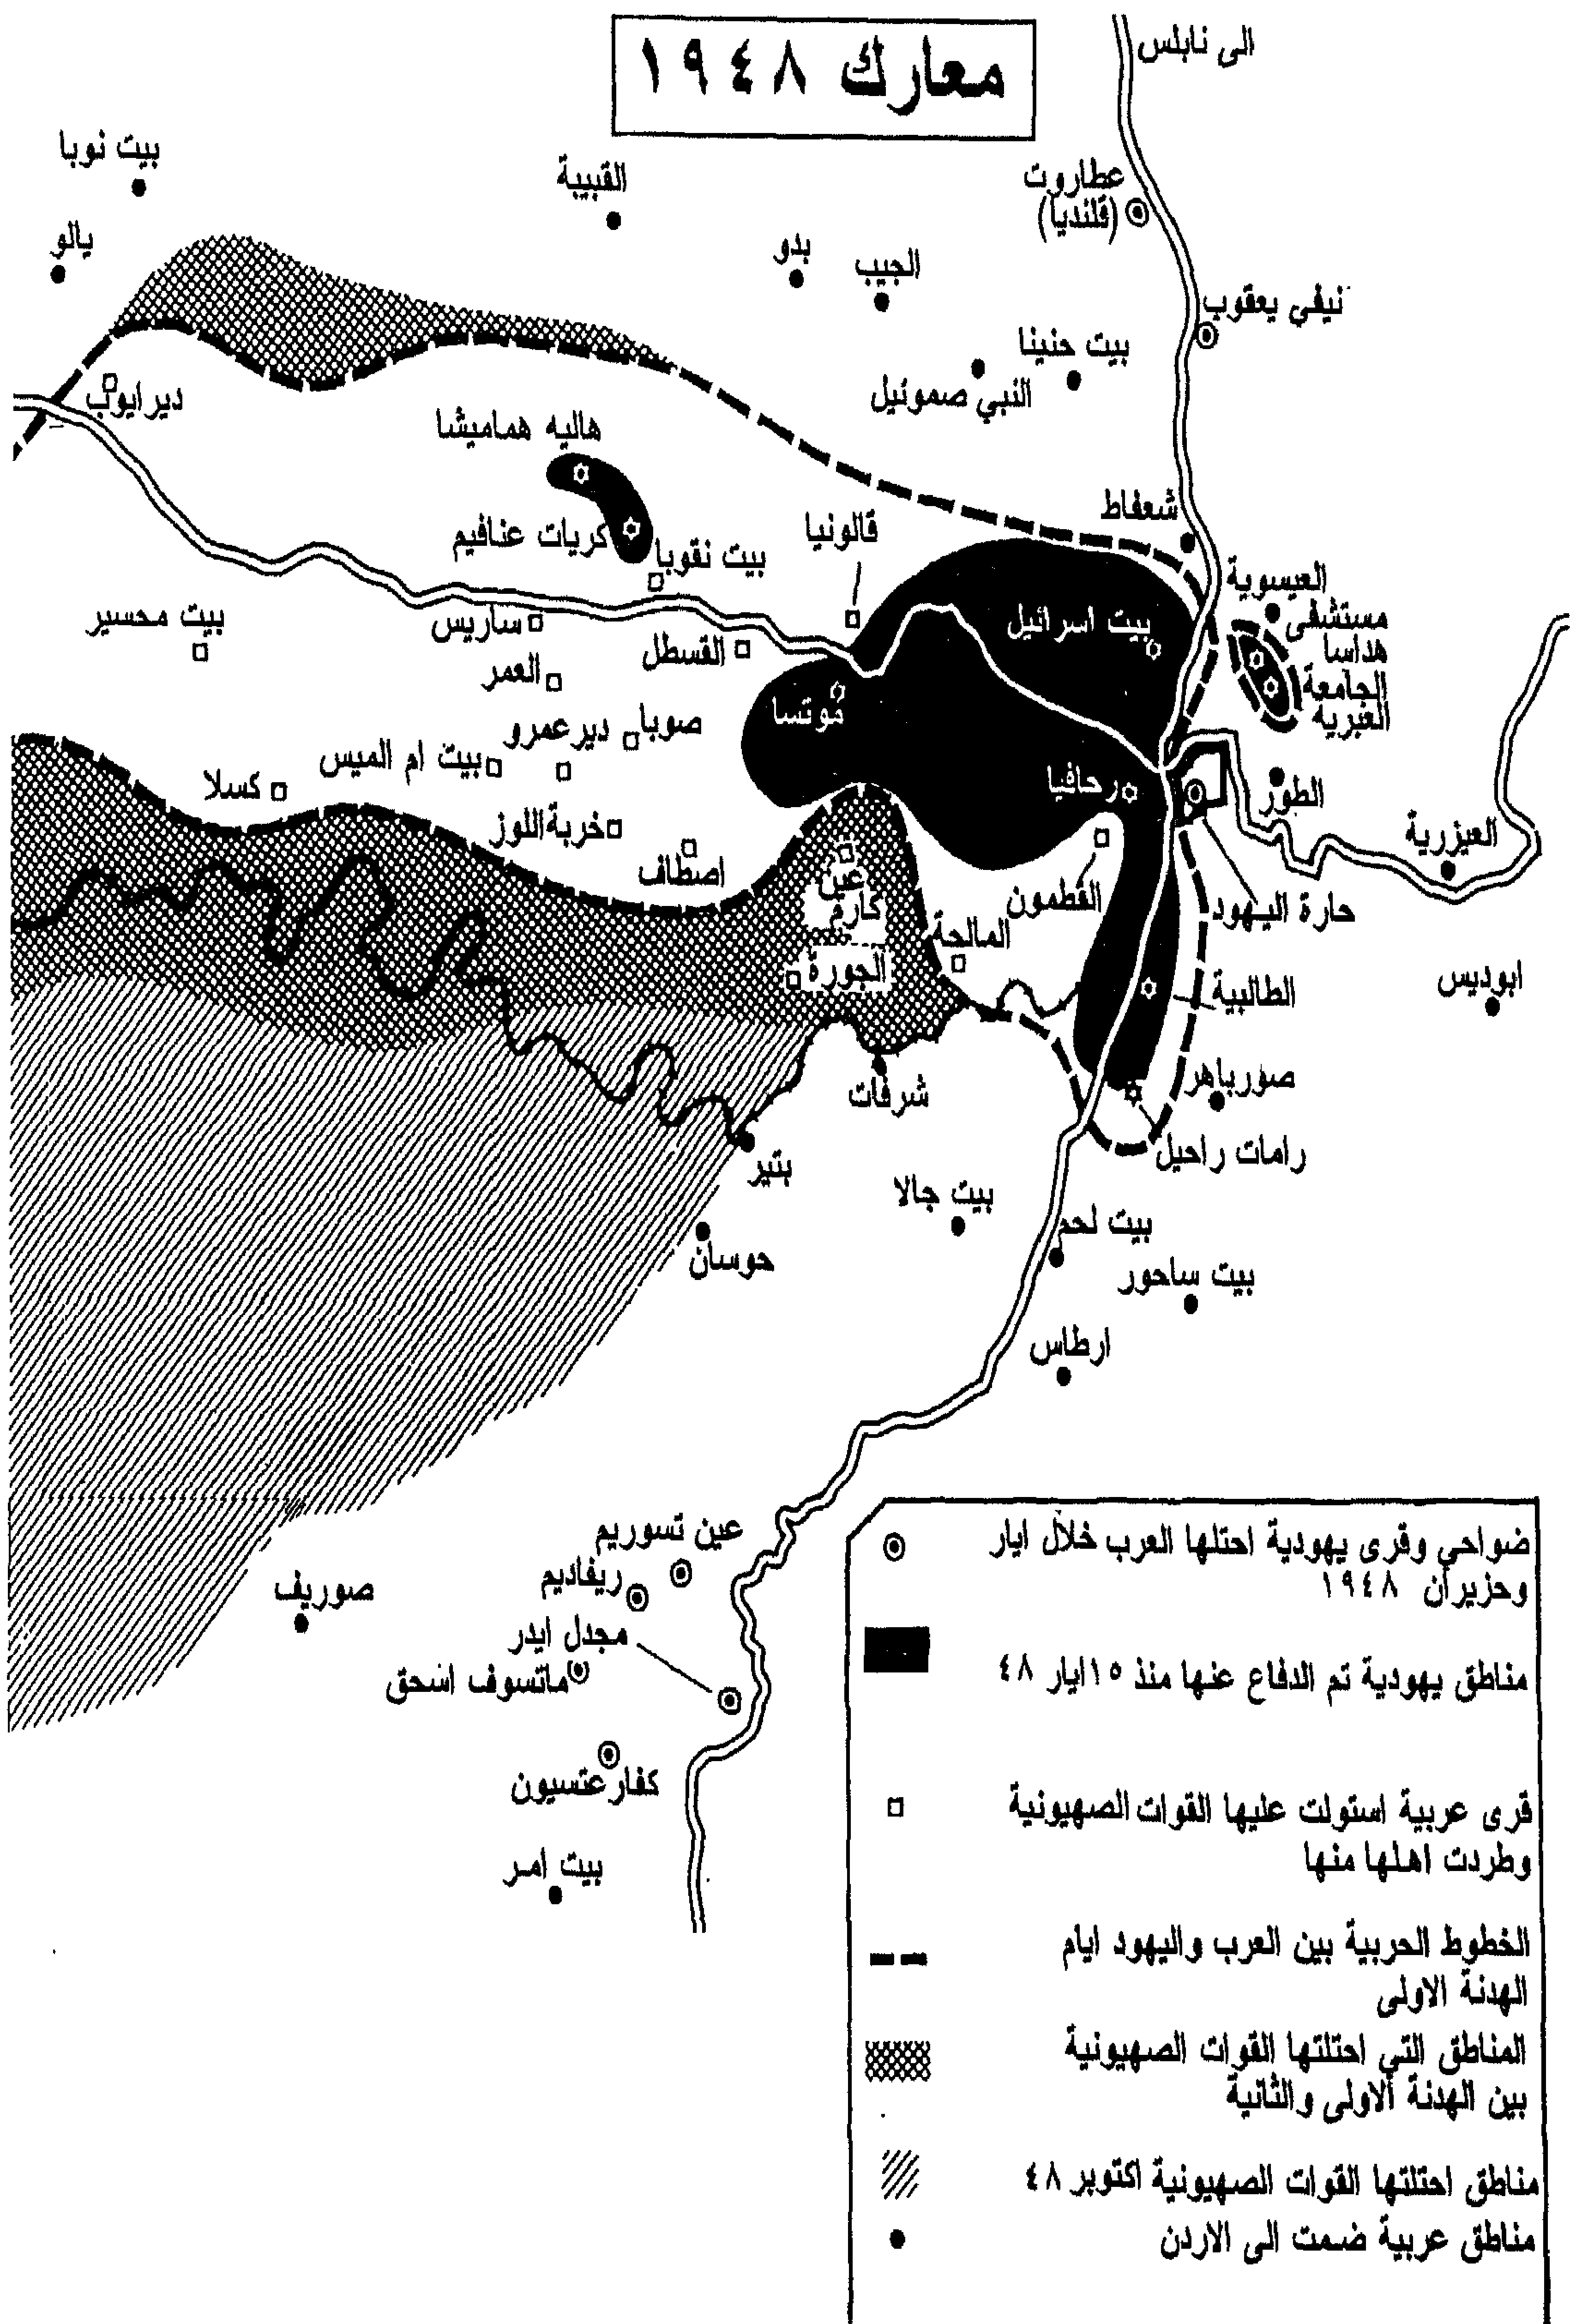 معارك ١٩٤٨
الى نابلس
بيت نوبا
القبيبة
عطاروت
(قلنديا)
يالو
بدو
الجيب
نيفي يعقوب
بيت حنينا
النبي صموئيل
ديرايوب
هاليه هماميشا
شعفاط
قالونيا
كريات عنافيم
بيت نقوبا
العيسوية
مستشفى
هداسا
الجامعة
العبرية
بيت محسير
ساريس
القسطل
بيت اسرائيل
العمر
موتسا
صوبا
ديرعمرو
بيت ام الميس
كسلا
رحافيا
الطور
العيزرية
خربة اللوز
اصطاف
عين
كارم
القطمون
حارة اليهود
المالحة
الجورة
الطالبية
ابوديس
شرفات
صورباهر
رامات راحيل
بتير
بيت جالا
بيت لحم
حوسان
بيت ساحور
ارطاس
عين تسوريم
ريفاديم
صوريف
مجدل ايدر
ماتسوف اسحق
كفارعتسيون
بيت امر
ضواحي وقرى يهودية احتلها العرب خلال ايار
وحزيران ١٩٤٨
مناطق يهودية تم الدفاع عنها منذ ١٥ ايار ٤٨
قرى عربية استولت عليها القوات الصهيونية
وطردت اهلها منها
الخطوط الحربية بين العرب واليهود ايام
الهدنة الاولى
المناطق التي احتلتها القوات الصهيونية
بين الهدنة الاولى والثانية
مناطق احتلتها القوات الصهيونية اكتوبر ٤٨
مناطق عربية ضمت الى الاردن